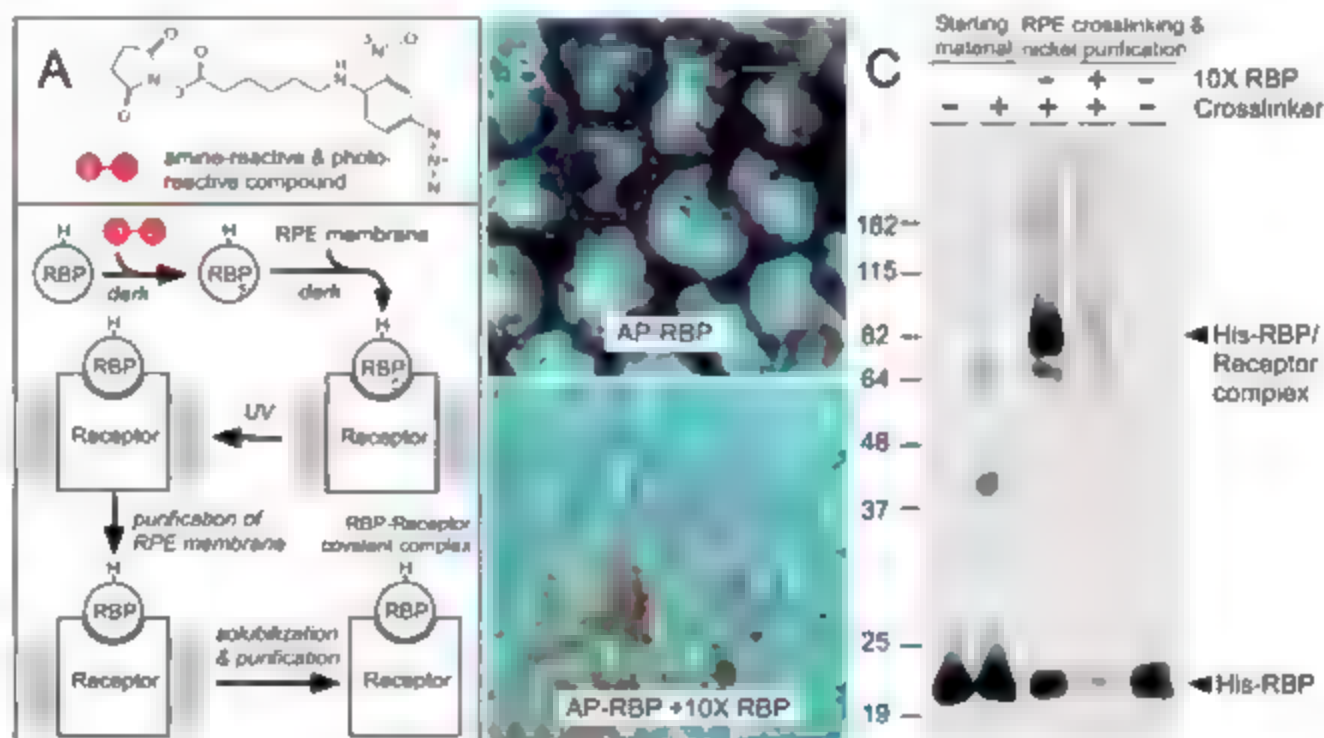 A
O
O
N
O
O
H
N
amine-reactive & photo-
reactive compound
H
RBP
dark
H
RBP
RPE membrane
dark
H
RBP
Receptor
UV
H
RBP
Receptor
purification of
RPE membrane
RBP-Receptor
covalent complex
H
RBP
Receptor
solubilization
& purification
H
RBP
Receptor
AP-RBP
AP-RBP +10X RBP
C
Starting
material
RPE crosslinking &
nickel purification
- + - 10X RBP
- + + + - Crosslinker
182
115
82
64
48
37
25
19
His-RBP/
Receptor
complex
His-RBP